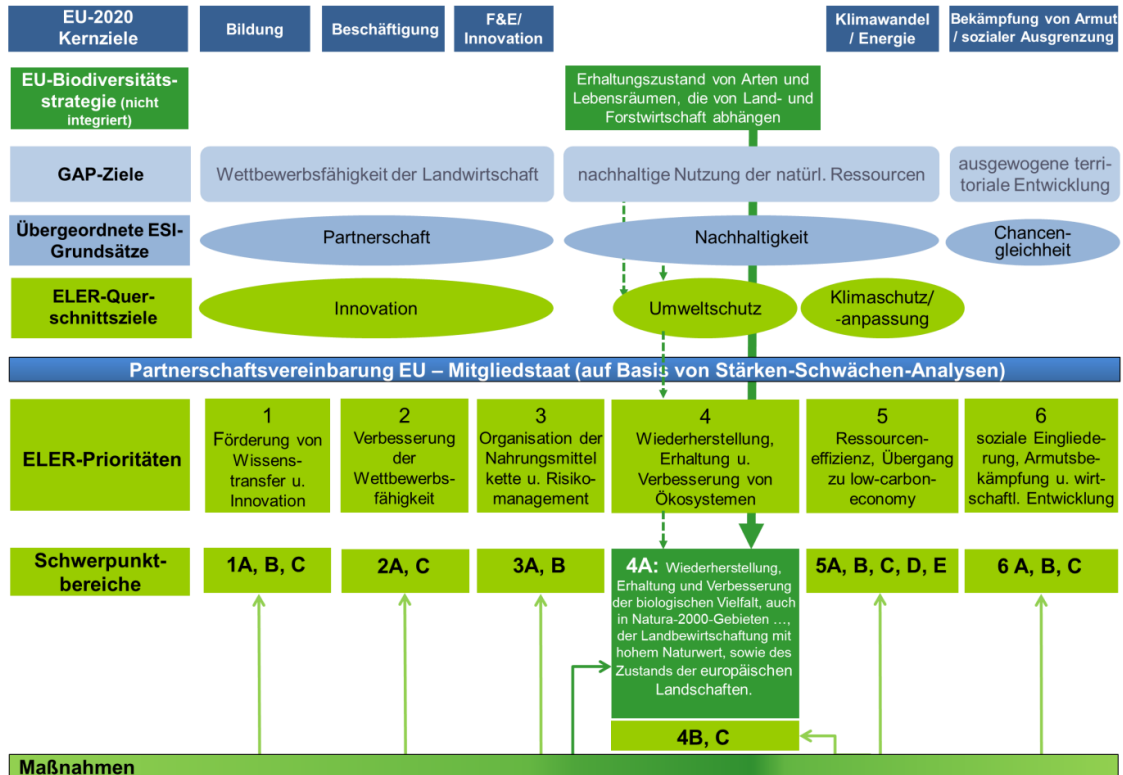 EU-2020
Kernziele
Bildung
Beschäftigung
F&E/
Innovation
Klimawandel
/ Energie
Bekämpfung von Armut
/ sozialer Ausgrenzung
EU-Biodiversitäts-
strategie (nicht
integriert)
Erhaltungszustand von Arten und
Lebensräumen, die von Land- und
Forstwirtschaft abhängen
GAP-Ziele
Wettbewerbsfähigkeit der Landwirtschaft
nachhaltige Nutzung der natürl. Ressourcen
ausgewogene terri-
toriale Entwicklung
Übergeordnete ESI-
Grundsätze
Partnerschaft
Nachhaltigkeit
Chancen-
gleichheit
ELER-Quer-
schnittsziele
Innovation
Umweltschutz
Klimaschutz/
-anpassung
Partnerschaftsvereinbarung EU – Mitgliedstaat (auf Basis von Stärken-Schwächen-Analysen)
ELER-Prioritäten
1
Förderung von
Wissens-
transfer u.
Innovation
2
Verbesserung
der
Wettbewerbs-
fähigkeit
3
Organisation der
Nahrungsmittel
kette u. Risiko-
management
4
Wiederherstellung,
Erhaltung u.
Verbesserung von
Ökosystemen
5
Ressourcen-
effizienz, Übergang
zu low-carbon-
economy
6
soziale Eingliede-
rung, Armutsbe-
kämpfung u. wirt-
schaftl. Entwicklung
Schwerpunkt-
bereiche
1A, B, C
2A, C
3A, B
4A: Wiederherstellung,
Erhaltung und Verbesserung
der biologischen Vielfalt, auch
in Natura-2000-Gebieten …,
der Landbewirtschaftung mit
hohem Naturwert, sowie des
Zustands der europäischen
Landschaften.
5A, B, C, D, E
6 A, B, C
4B, C
Maßnahmen